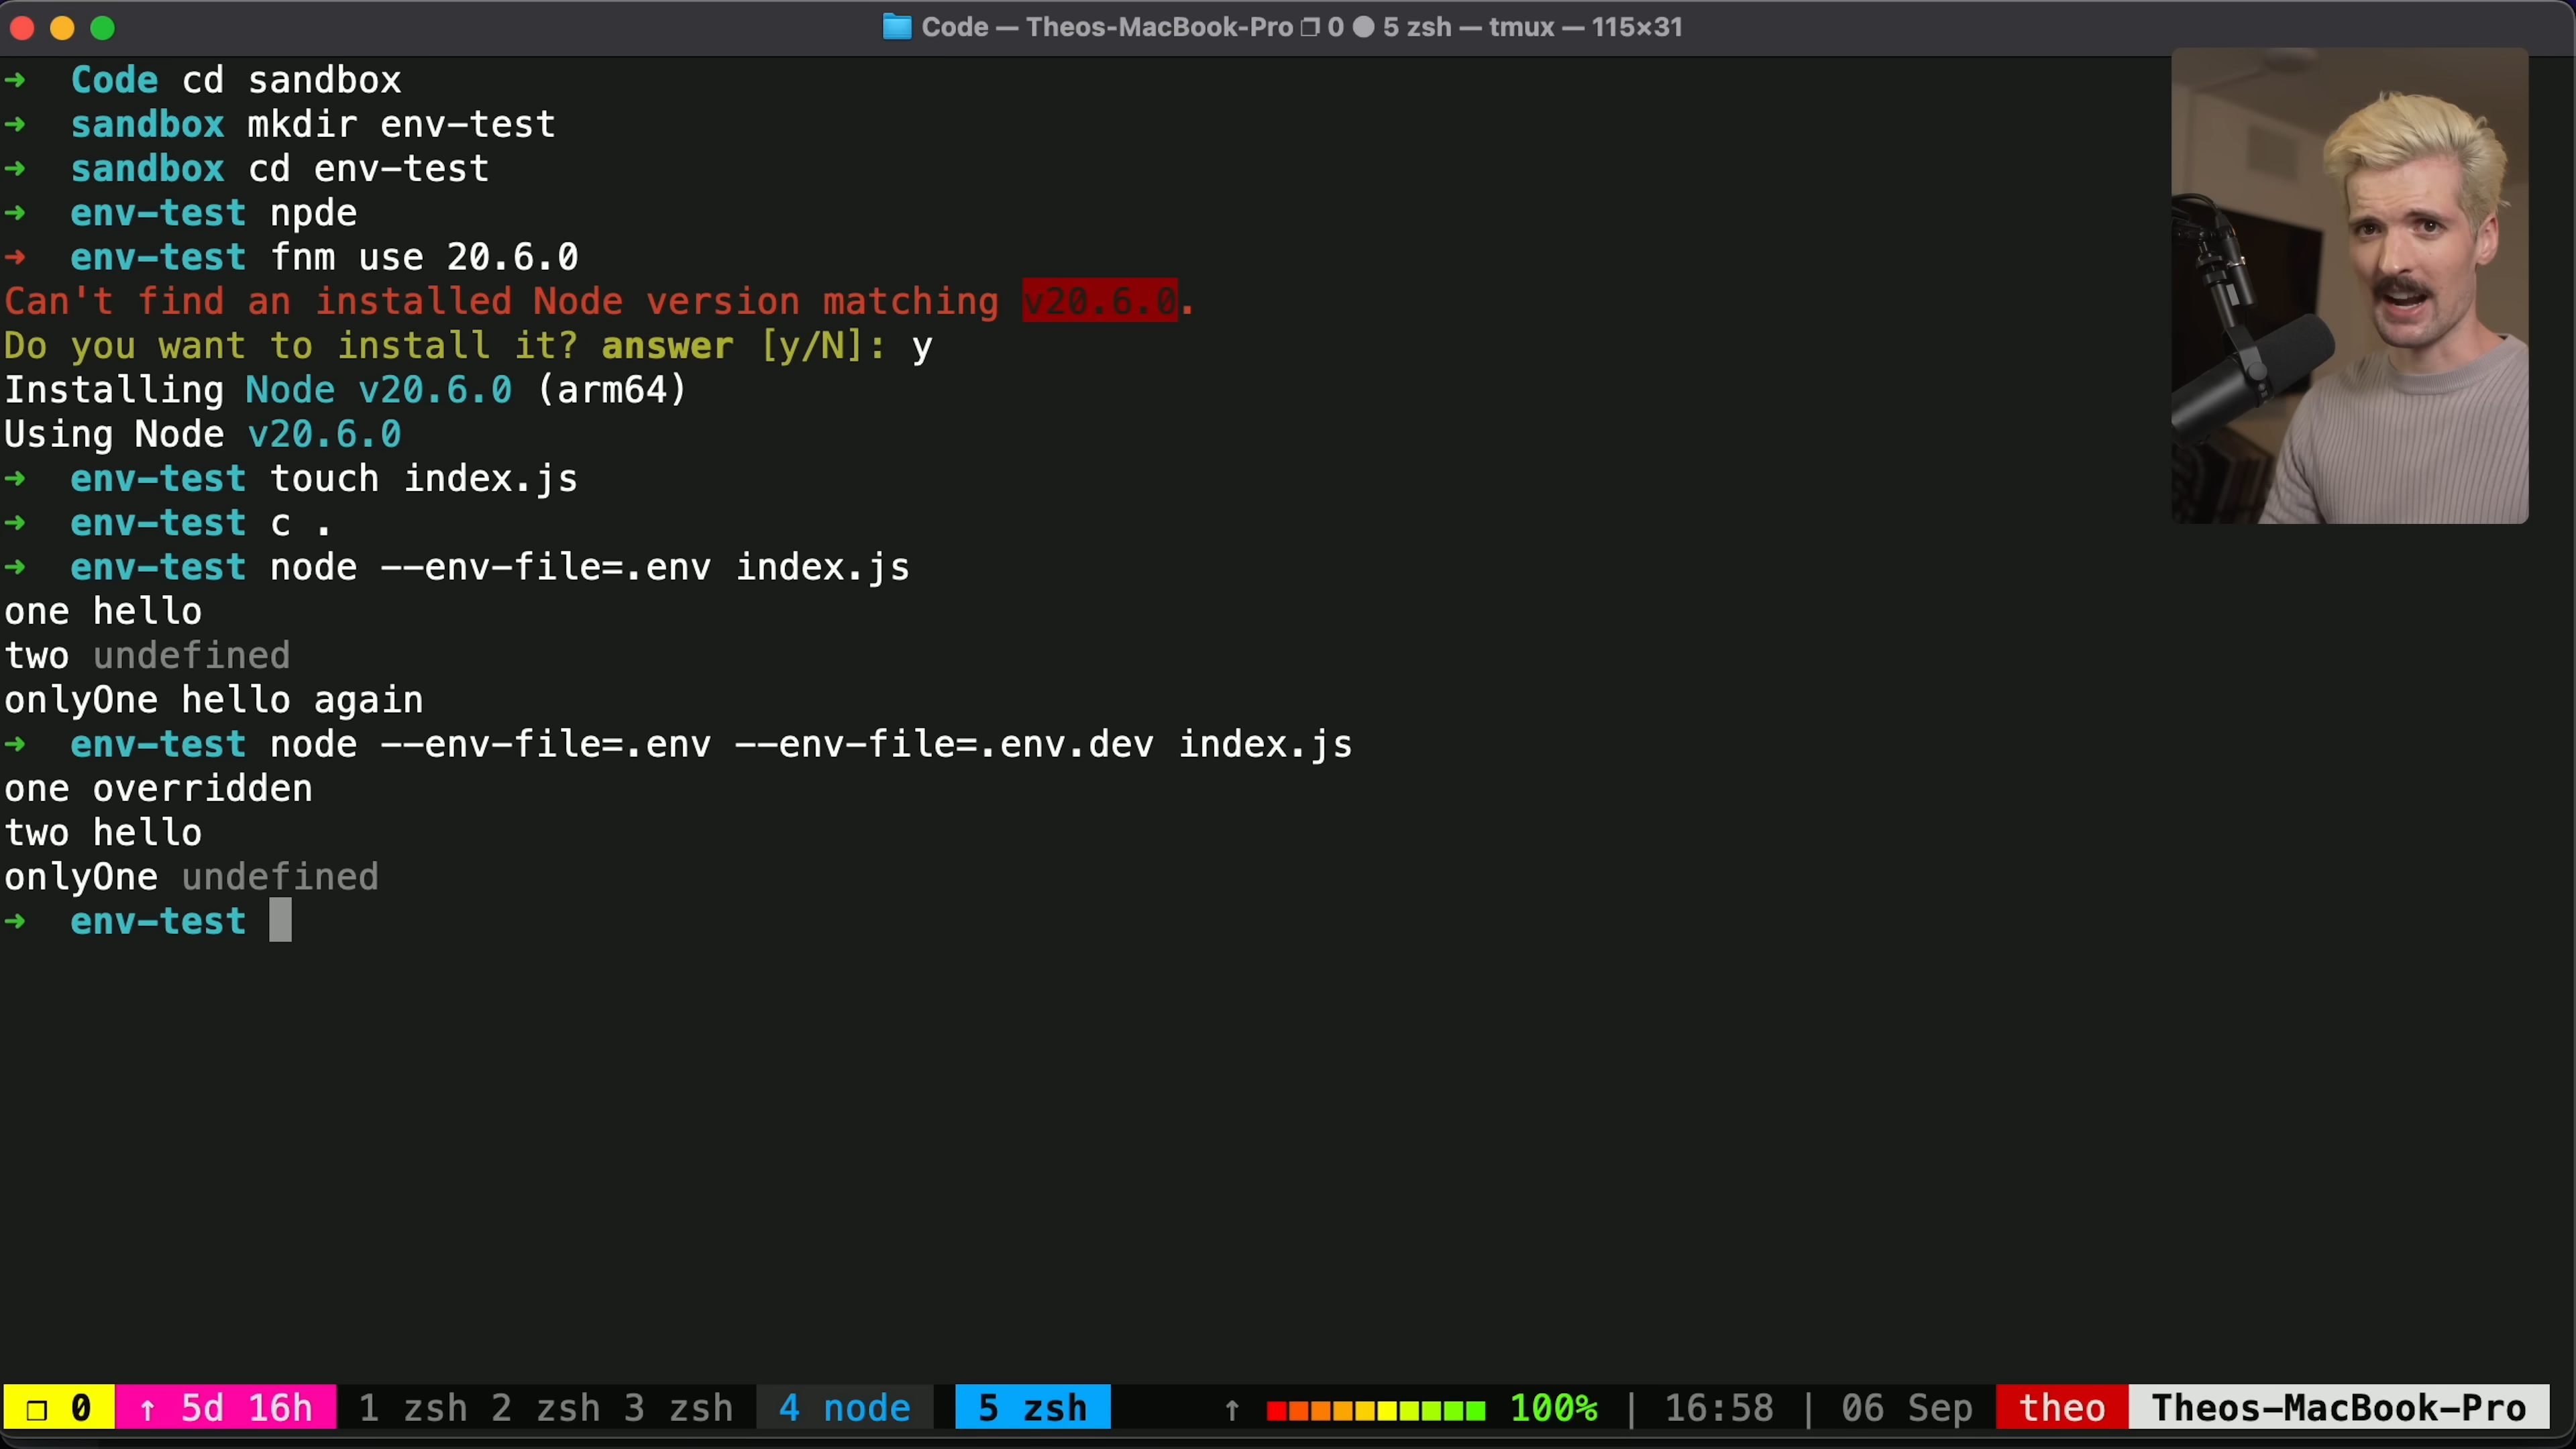 Code — Theos-MacBook-Pro ❐ 0 ● 5 zsh — tmux — 115×31
➜ Code cd sandbox
➜ sandbox mkdir env-test
➜ sandbox cd env-test
➜ env-test npde
➜ env-test fnm use 20.6.0
Can't find an installed Node version matching v20.6.0.
Do you want to install it? answer [y/N]: y
Installing Node v20.6.0 (arm64)
Using Node v20.6.0
➜ env-test touch index.js
➜ env-test c .
➜ env-test node --env-file=.env index.js
one hello
two undefined
onlyOne hello again
➜ env-test node --env-file=.env --env-file=.env.dev index.js
one overridden
two hello
onlyOne undefined
➜ env-test
❐ 0 ↑ 5d 16h 1 zsh 2 zsh 3 zsh 4 node 5 zsh ↑ 100% | 16:58 | 06 Sep theo Theos-MacBook-Pro